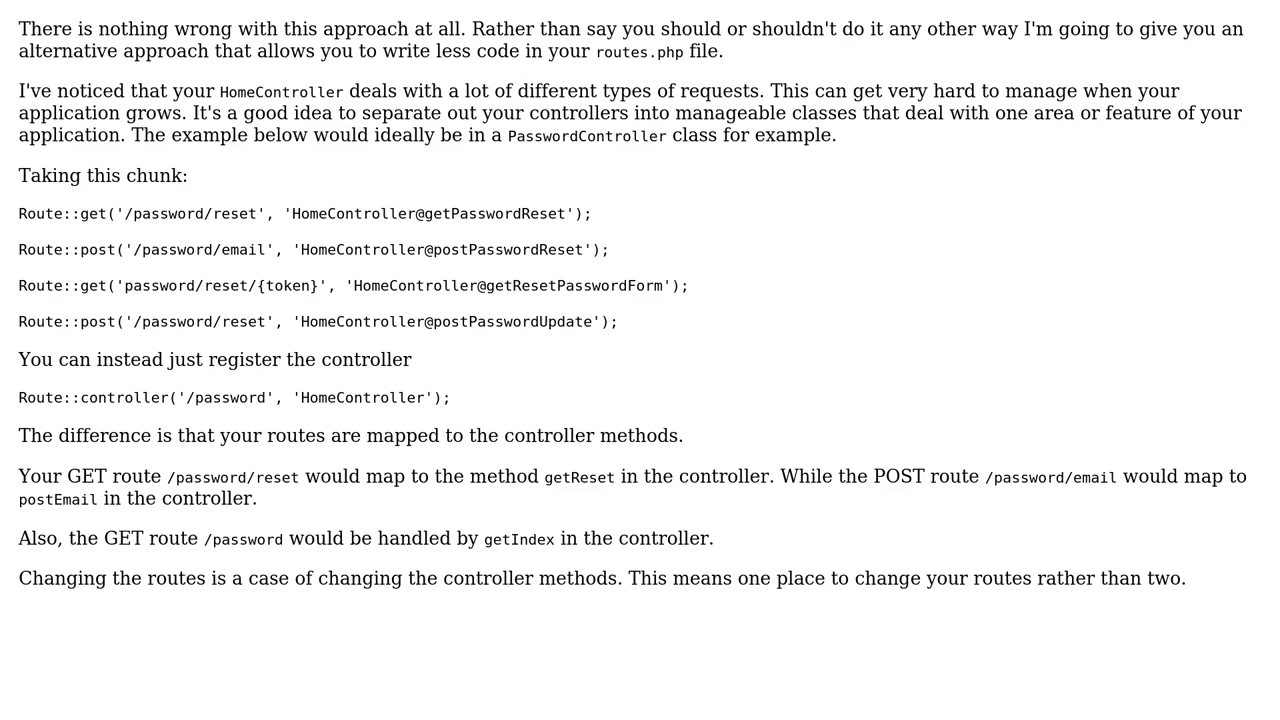 There is nothing wrong with this approach at all. Rather than say you should or shouldn't do it any other way I'm going to give you an
alternative approach that allows you to write less code in your routes.php file.
I've noticed that your HomeController deals with a lot of different types of requests. This can get very hard to manage when your
application grows. It's a good idea to separate out your controllers into manageable classes that deal with one area or feature of your
application. The example below would ideally be in a PasswordController class for example.
Taking this chunk:
Route::get('/password/reset', 'HomeController@getPasswordReset');
Route::post('/password/email', 'HomeController@postPasswordReset');
Route::get('password/reset/{token}', 'HomeController@getResetPasswordForm');
Route::post('/password/reset', 'HomeController@postPasswordUpdate');
You can instead just register the controller
Route::controller('/password', 'HomeController');
The difference is that your routes are mapped to the controller methods.
Your GET route /password/reset would map to the method getReset in the controller. While the POST route /password/email would map to
postEmail in the controller.
Also, the GET route /password would be handled by getIndex in the controller.
Changing the routes is a case of changing the controller methods. This means one place to change your routes rather than two.